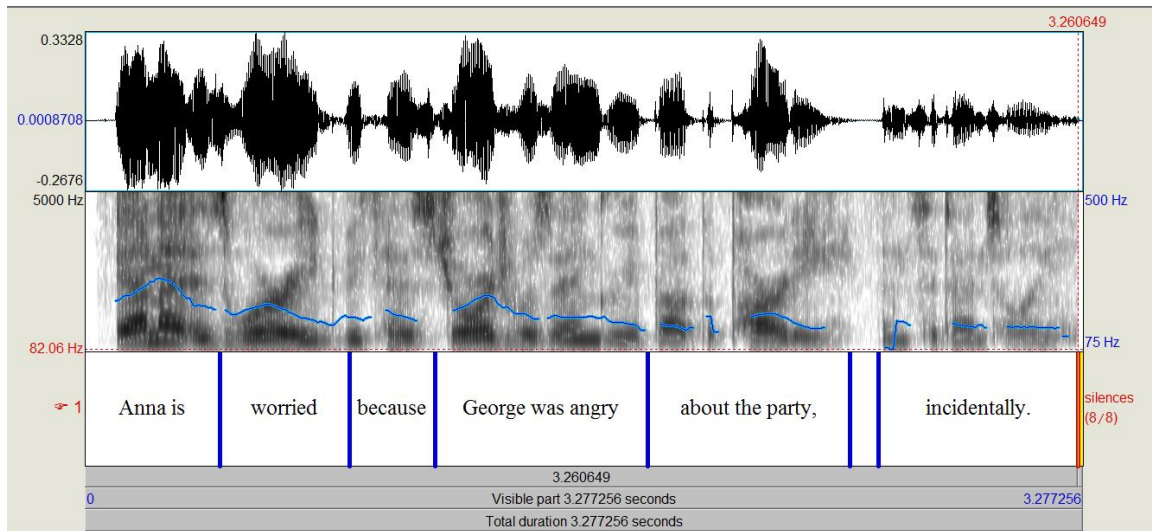 3.260649
0.3328
0.0008708
-0.2676
5000 Hz 500 Hz
82.06 Hz 75 Hz
☞ 1 Anna is worried because George was angry about the party, incidentally. silences
(8/8)
3.260649
0 Visible part 3.277256 seconds 3.277256
Total duration 3.277256 seconds